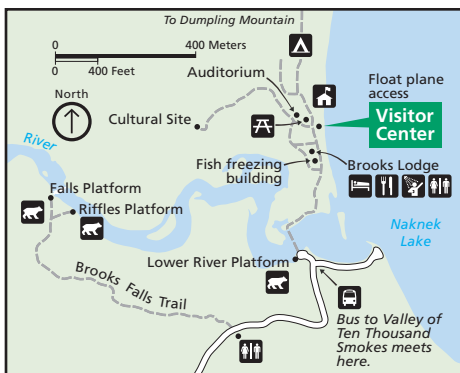 To Dumpling Mountain
0 400 Meters
0 400 Feet
North
Auditorium
Float plane
access
Visitor
Center
Cultural Site
River
Fish freezing
building
Brooks Lodge
Falls Platform
Riffles Platform
Naknek
Lake
Lower River Platform
Brooks Falls Trail
Bus to Valley of
Ten Thousand
Smokes meets
here.